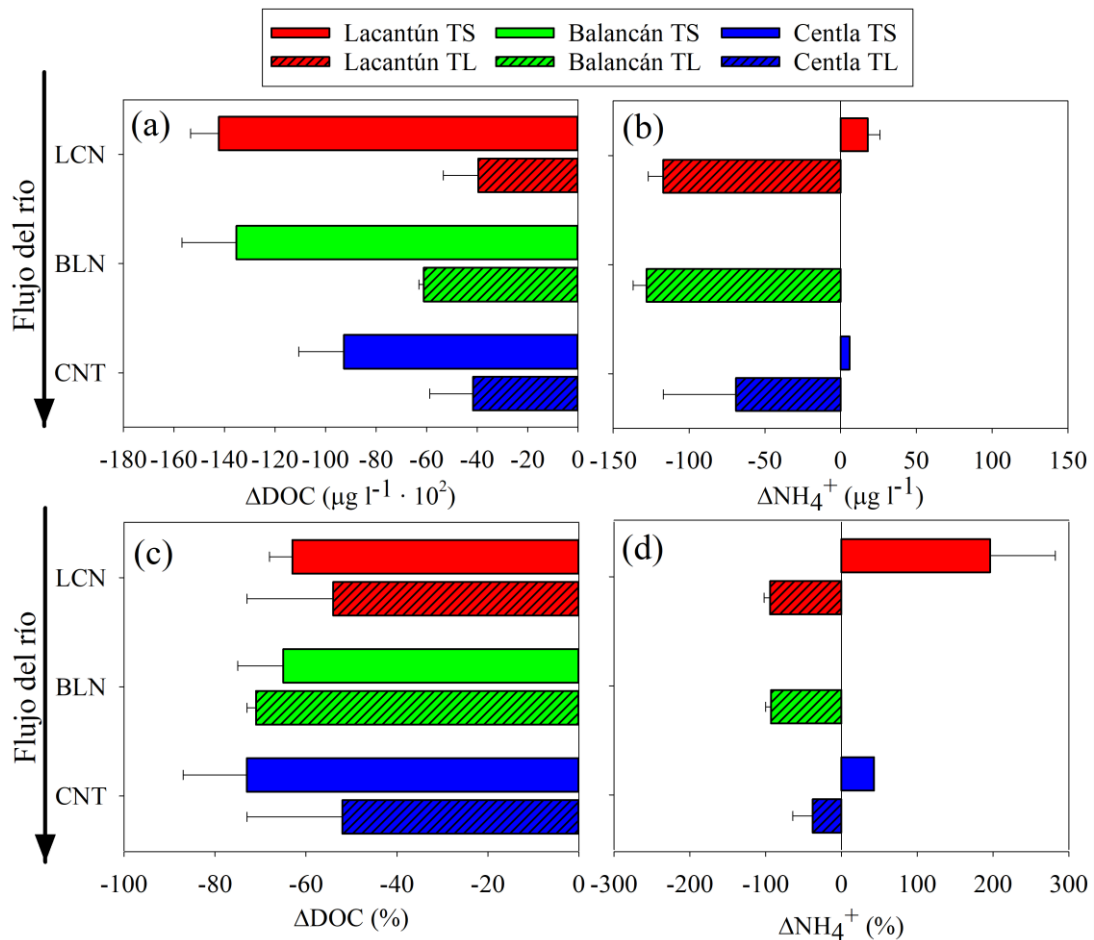 Lacantún TS Balancán TS Centla TS
Lacantún TL Balancán TL Centla TL
Flujo del río
(a) (b)
LCN
BLN
CNT
-180 -160 -140 -120 -100 -80 -60 -40 -20 0 -150 -100 -50 0 50 100 150
ΔDOC (µg l⁻¹ · 10²) ΔNH₄⁺ (µg l⁻¹)
Flujo del río
(c) (d)
LCN
BLN
CNT
-100 -80 -60 -40 -20 0 -300 -200 -100 0 100 200 300
ΔDOC (%) ΔNH₄⁺ (%)